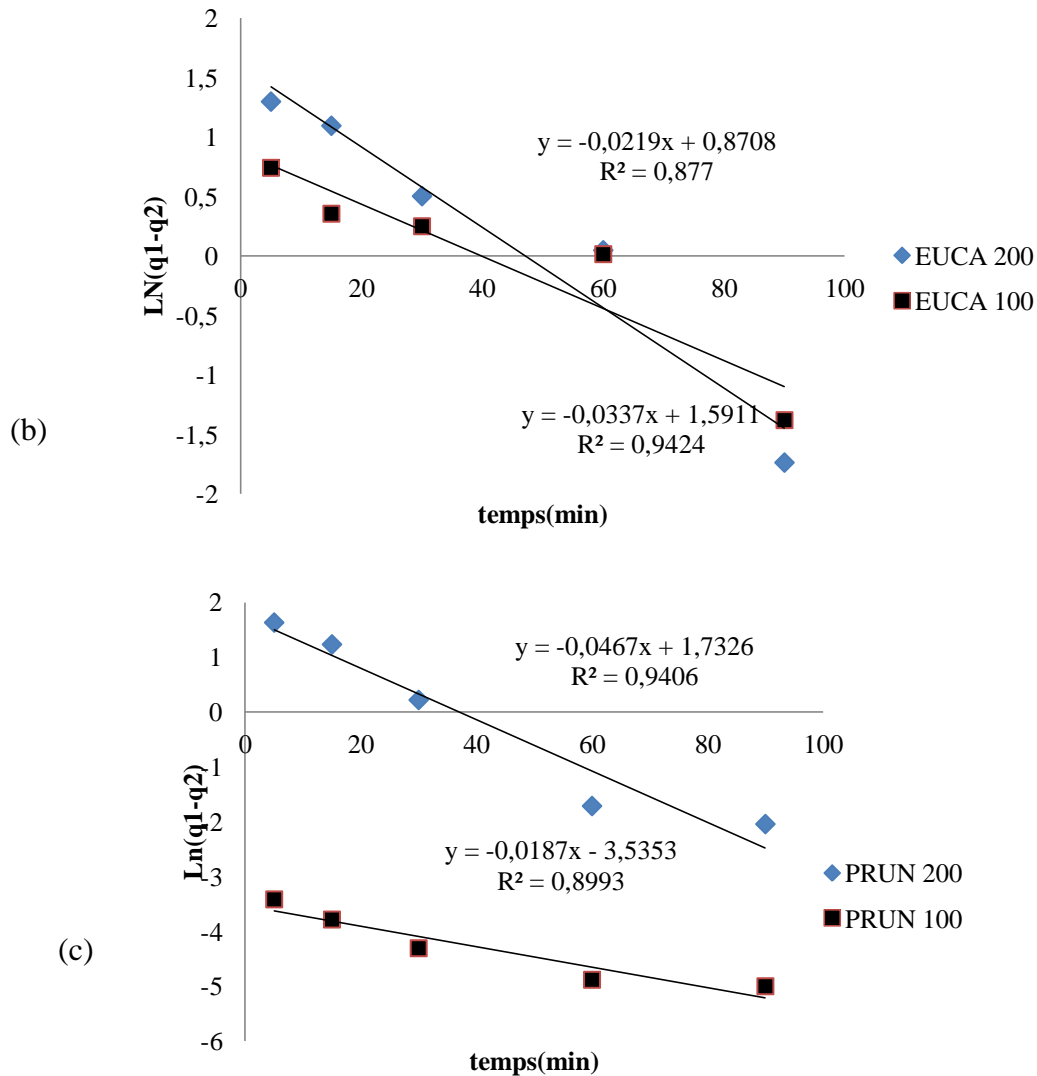 2
1,5
1
0,5
0
-0,5
-1
-1,5
-2
0 20 40 60 80 100
LN(q1-q2)
temps(min)
y = -0,0219x + 0,8708
R² = 0,877
y = -0,0337x + 1,5911
R² = 0,9424
EUCA 200
EUCA 100
(b)
2
1
0
-1
-2
-3
-4
-5
-6
0 20 40 60 80 100
Ln(q1-q2)
temps(min)
y = -0,0467x + 1,7326
R² = 0,9406
y = -0,0187x - 3,5353
R² = 0,8993
PRUN 200
PRUN 100
(c)